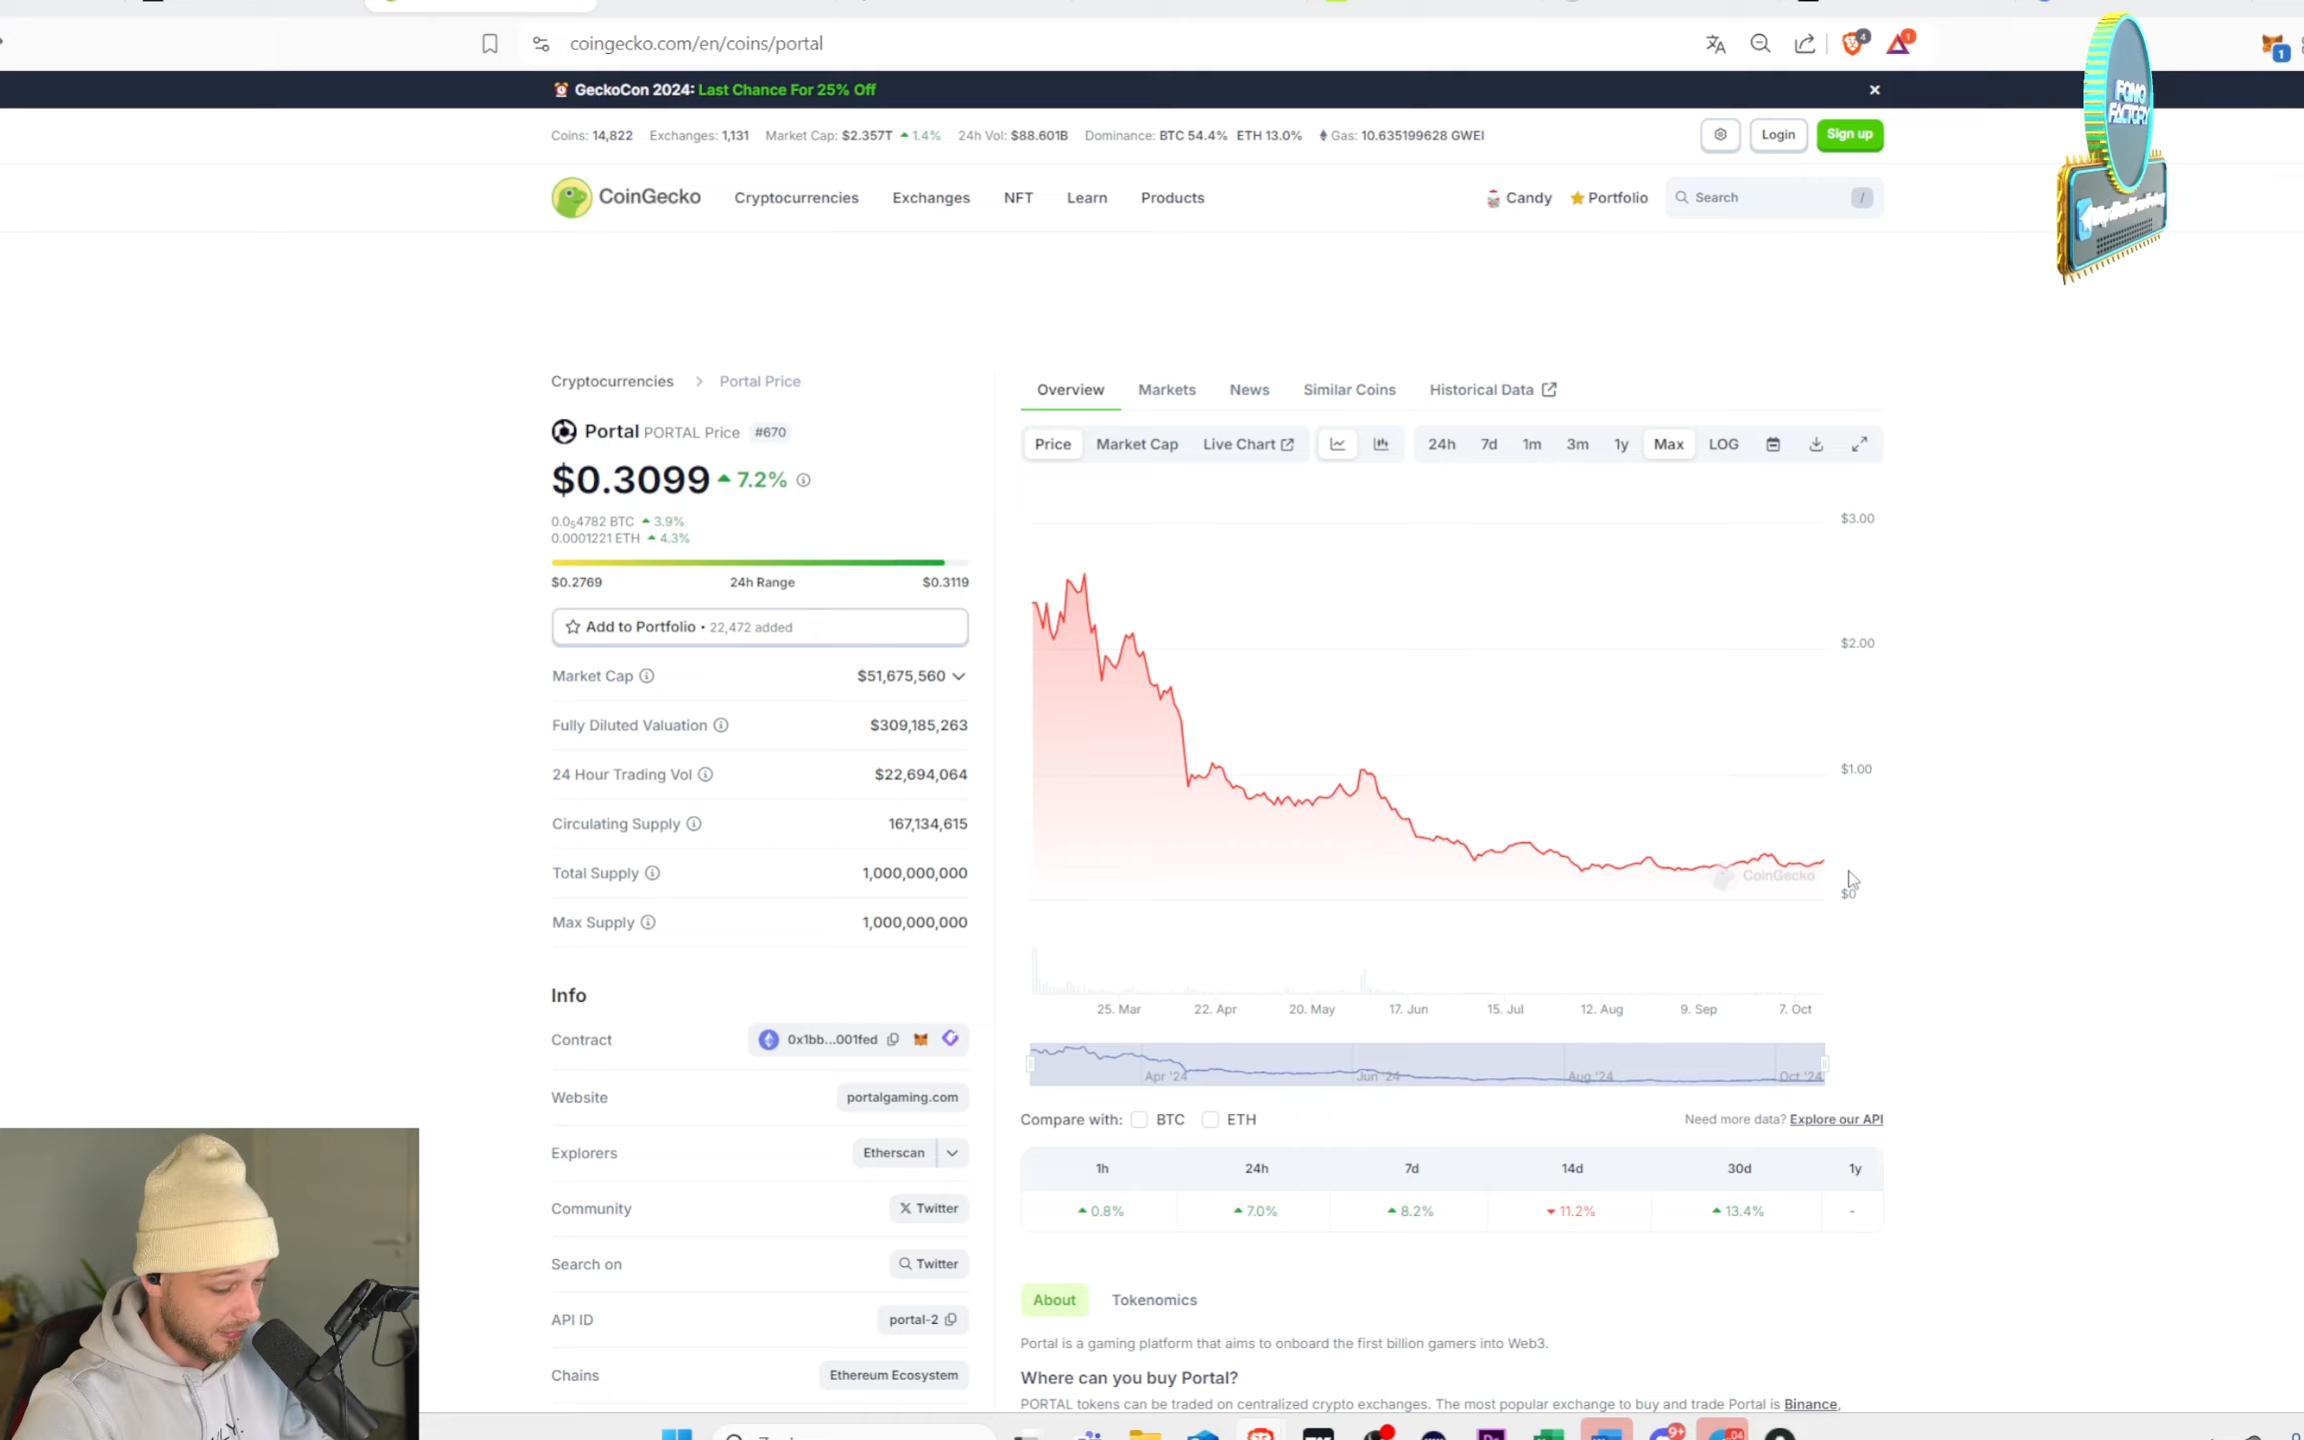 coingecko.com/en/coins/portal
4
1
1
GeckoCon 2024: Last Chance For 25% Off
FOMO
FACTORY
Coins: 14,822 Exchanges: 1,131 Market Cap: $2.357T 1.4% 24h Vol: $88.601B Dominance: BTC 54.4% ETH 13.0% Gas: 10.635199628 GWEI
Login
Sign up
CoinGecko
Cryptocurrencies Exchanges NFT Learn Products
Candy Portfolio
Search /
Cryptocurrencies > Portal Price
Portal PORTAL Price #670
$0.3099 7.2%
0.0₅4782 BTC 3.9%
0.0001221 ETH 4.3%
$0.2769 24h Range $0.3119
Add to Portfolio • 22,472 added
Market Cap $51,675,560
Fully Diluted Valuation $309,185,263
24 Hour Trading Vol $22,694,064
Circulating Supply 167,134,615
Total Supply 1,000,000,000
Max Supply 1,000,000,000
Info
Contract 0x1bb...001fed
Website portalgaming.com
Explorers Etherscan
Community Twitter
Search on Twitter
API ID portal-2
Chains Ethereum Ecosystem
Overview Markets News Similar Coins Historical Data
Price Market Cap Live Chart 24h 7d 1m 3m 1y Max LOG
$3.00
$2.00
$1.00
CoinGecko
$0
25. Mar 22. Apr 20. May 17. Jun 15. Jul 12. Aug 9. Sep 7. Oct
Apr '24 Jun '24 Aug '24 Oct '24
Compare with: BTC ETH
Need more data? Explore our API
1h 24h 7d 14d 30d 1y
0.8% 7.0% 8.2% 11.2% 13.4% -
About Tokenomics
Portal is a gaming platform that aims to onboard the first billion gamers into Web3.
Where can you buy Portal?
PORTAL tokens can be traded on centralized crypto exchanges. The most popular exchange to buy and trade Portal is Binance,
9+
04